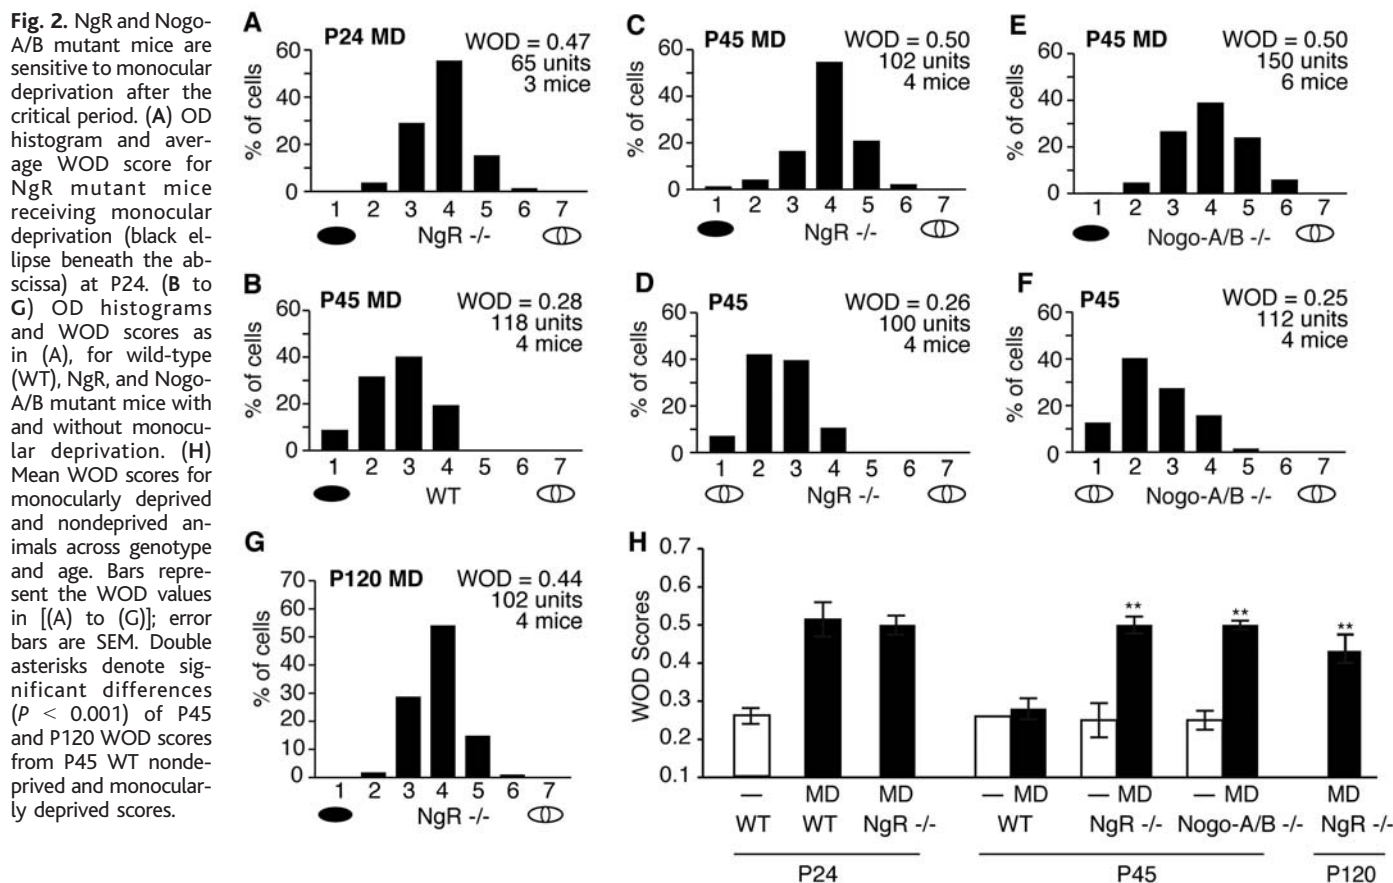 Fig. 2. NgR and Nogo-
A/B mutant mice are
sensitive to monocular
deprivation after the
critical period. (A) OD
histogram and aver-
age WOD score for
NgR mutant mice
receiving monocular
deprivation (black el-
lipse beneath the ab-
scissa) at P24. (B to
G) OD histograms
and WOD scores as
in (A), for wild-type
(WT), NgR, and Nogo-
A/B mutant mice with
and without monocu-
lar deprivation. (H)
Mean WOD scores for
monocularly deprived
and nondeprived an-
imals across genotype
and age. Bars repre-
sent the WOD values
in [(A) to (G)]; error
bars are SEM. Double
asterisks denote sig-
nificant differences
(P < 0.001) of P45
and P120 WOD scores
from P45 WT nonde-
prived and monocular-
ly deprived scores.
A
P24 MD
WOD = 0.47
65 units
3 mice
% of cells
60
40
20
0
1 2 3 4 5 6 7
NgR -/-
C
P45 MD
WOD = 0.50
102 units
4 mice
% of cells
60
40
20
0
1 2 3 4 5 6 7
NgR -/-
E
P45 MD
WOD = 0.50
150 units
6 mice
% of cells
60
40
20
0
1 2 3 4 5 6 7
Nogo-A/B -/-
B
P45 MD
WOD = 0.28
118 units
4 mice
% of cells
60
40
20
0
1 2 3 4 5 6 7
WT
D
P45
WOD = 0.26
100 units
4 mice
% of cells
60
40
20
0
1 2 3 4 5 6 7
NgR -/-
F
P45
WOD = 0.25
112 units
4 mice
% of cells
60
40
20
0
1 2 3 4 5 6 7
Nogo-A/B -/-
G
P120 MD
WOD = 0.44
102 units
4 mice
% of cells
70
60
50
40
30
20
10
0
1 2 3 4 5 6 7
NgR -/-
H
WOD Scores
0.7
0.6
0.5
0.4
0.3
0.2
0.1
** ** **
— MD MD — MD — MD — MD MD
WT WT NgR -/- WT NgR -/- Nogo-A/B -/- NgR -/-
P24 P45 P120